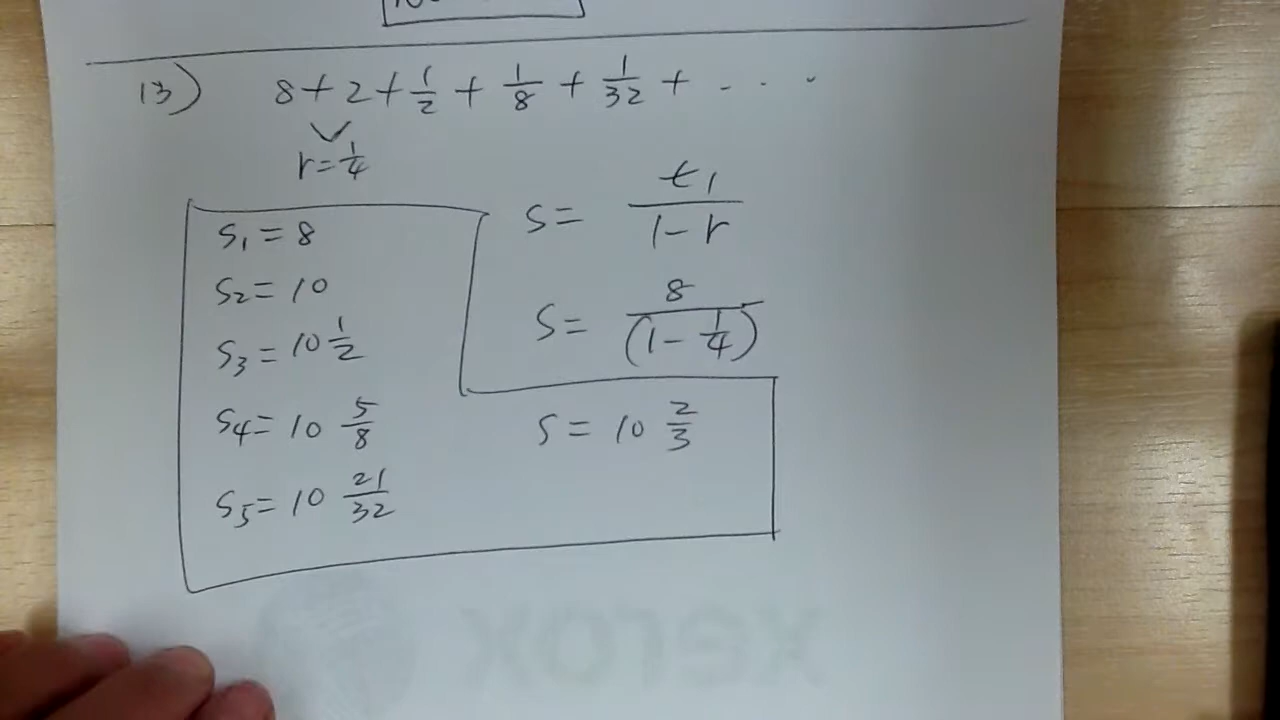 13) 8 + 2 + 1/2 + 1/8 + 1/32 + . . .
r = 1/4
S1 = 8
S2 = 10
S3 = 10 1/2
S4 = 10 5/8
S5 = 10 21/32
S = t1/(1 - r)
S = 8/(1 - 1/4)
S = 10 2/3
xerox